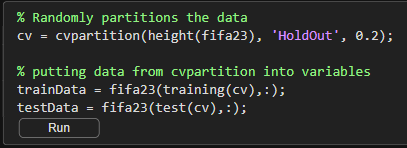 % Randomly partitions the data
cv = cvpartition(height(fifa23), 'HoldOut', 0.2);
% putting data from cvpartition into variables
trainData = fifa23(training(cv),:);
testData = fifa23(test(cv),:);
Run